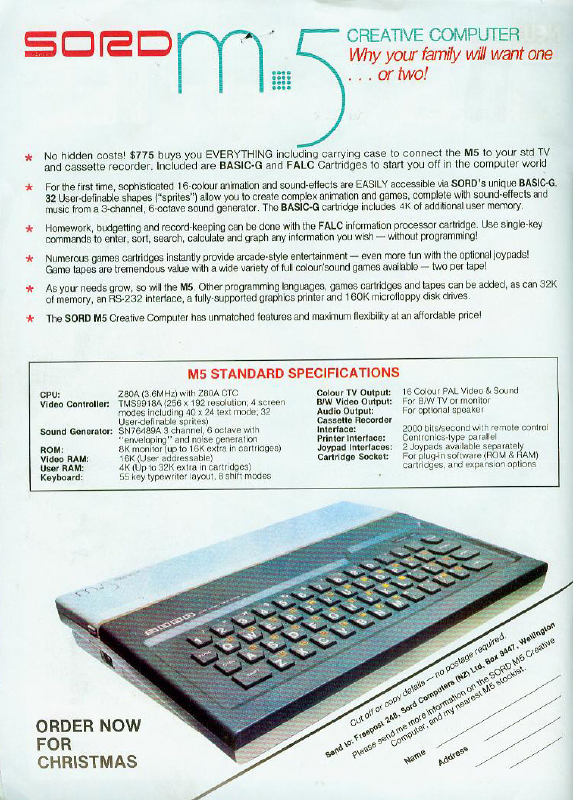 SORD m.5
CREATIVE COMPUTER
Why your family will want one
. . . or two!
* No hidden costs! $775 buys you EVERYTHING including carrying case to connect the M5 to your std TV
and cassette recorder. Included are BASIC-G and FALC Cartridges to start you off in the computer world
* For the first time, sophisticated 16-colour animation and sound-effects are EASILY accessible via SORD's unique BASIC-G.
32 User-definable shapes ("sprites") allow you to create complex animation and games, complete with sound-effects and
music from a 3-channel, 6-octave sound generator. The BASIC-G cartridge includes 4K of additional user memory.
* Homework, budgetting and record-keeping can be done with the FALC information processor cartridge. Use single-key
commands to enter, sort, search, calculate and graph any information you wish — without programming!
* Numerous games cartridges instantly provide arcade-style entertainment — even more fun with the optional joypads!
Game tapes are tremendous value with a wide variety of full colour/sound games available — two per tape!
* As your needs grow, so will the M5. Other programming languages, games cartridges and tapes can be added, as can 32K
of memory, an RS-232 interface, a fully-supported graphics printer and 160K microfloppy disk drives.
* The SORD M5 Creative Computer has unmatched features and maximum flexibility at an affordable price!
M5 STANDARD SPECIFICATIONS
CPU: Z80A (3.6MHz) with Z80A CTC
Video Controller: TMS9918A (256 x 192 resolution; 4 screen
modes including 40 x 24 text mode; 32
User-definable sprites)
Sound Generator: SN76489A 3 channel, 6 octave with
"enveloping" and noise generation
ROM: 8K monitor (up to 16K extra in cartridges)
Video RAM: 16K (User addressable)
User RAM: 4K (Up to 32K extra in cartridges)
Keyboard: 55 key typewriter layout, 8 shift modes
Colour TV Output: 16 Colour PAL Video & Sound
B/W Video Output: For B/W TV or monitor
Audio Output: For optional speaker
Cassette Recorder
Interface: 2000 bits/second with remote control
Printer Interface: Centronics-type parallel
Joypad Interfaces: 2 Joypads available separately
Cartridge Socket: For plug-in software (ROM & RAM)
cartridges, and expansion options
m.5
SORD
Cut off or copy details — no postage required.
Send to: Freepost 248, Sord Computers (NZ) Ltd. Box 9447, Wellington
Please send me more information on the SORD M5 Creative
Computer, and my nearest M5 stockist.
Name
Address
ORDER NOW
FOR
CHRISTMAS